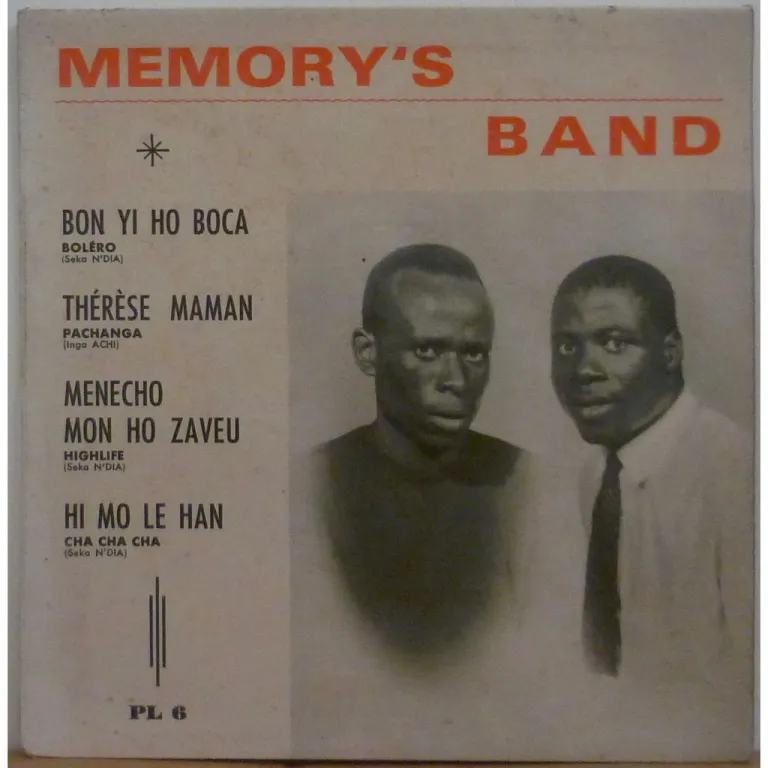 MEMORY'S
BAND
BON YI HO BOCA
BOLÉRO
(Seka N'DIA)
THÉRÈSE MAMAN
PACHANGA
(Inga ACHI)
MENECHO
MON HO ZAVEU
HIGHLIFE
(Seka N'DIA)
HI MO LE HAN
CHA CHA CHA
(Seka N'DIA)
PL 6